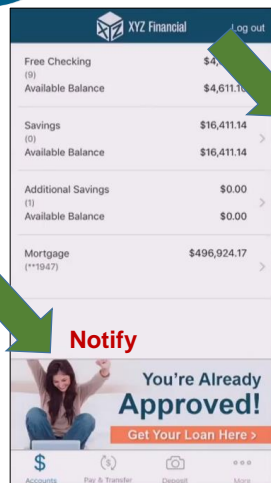 XYZ Financial
Log out
Free Checking
(9)
Available Balance
$4,611.10
Savings
$16,411.14
(0)
Available Balance
$16,411.14
Additional Savings
$0.00
(1)
Available Balance
$0.00
Mortgage
$496,924.17
(**1947)
Notify
You're Already
Approved!
Get Your Loan Here >
Accounts
Pay & Transfer
Deposit
More